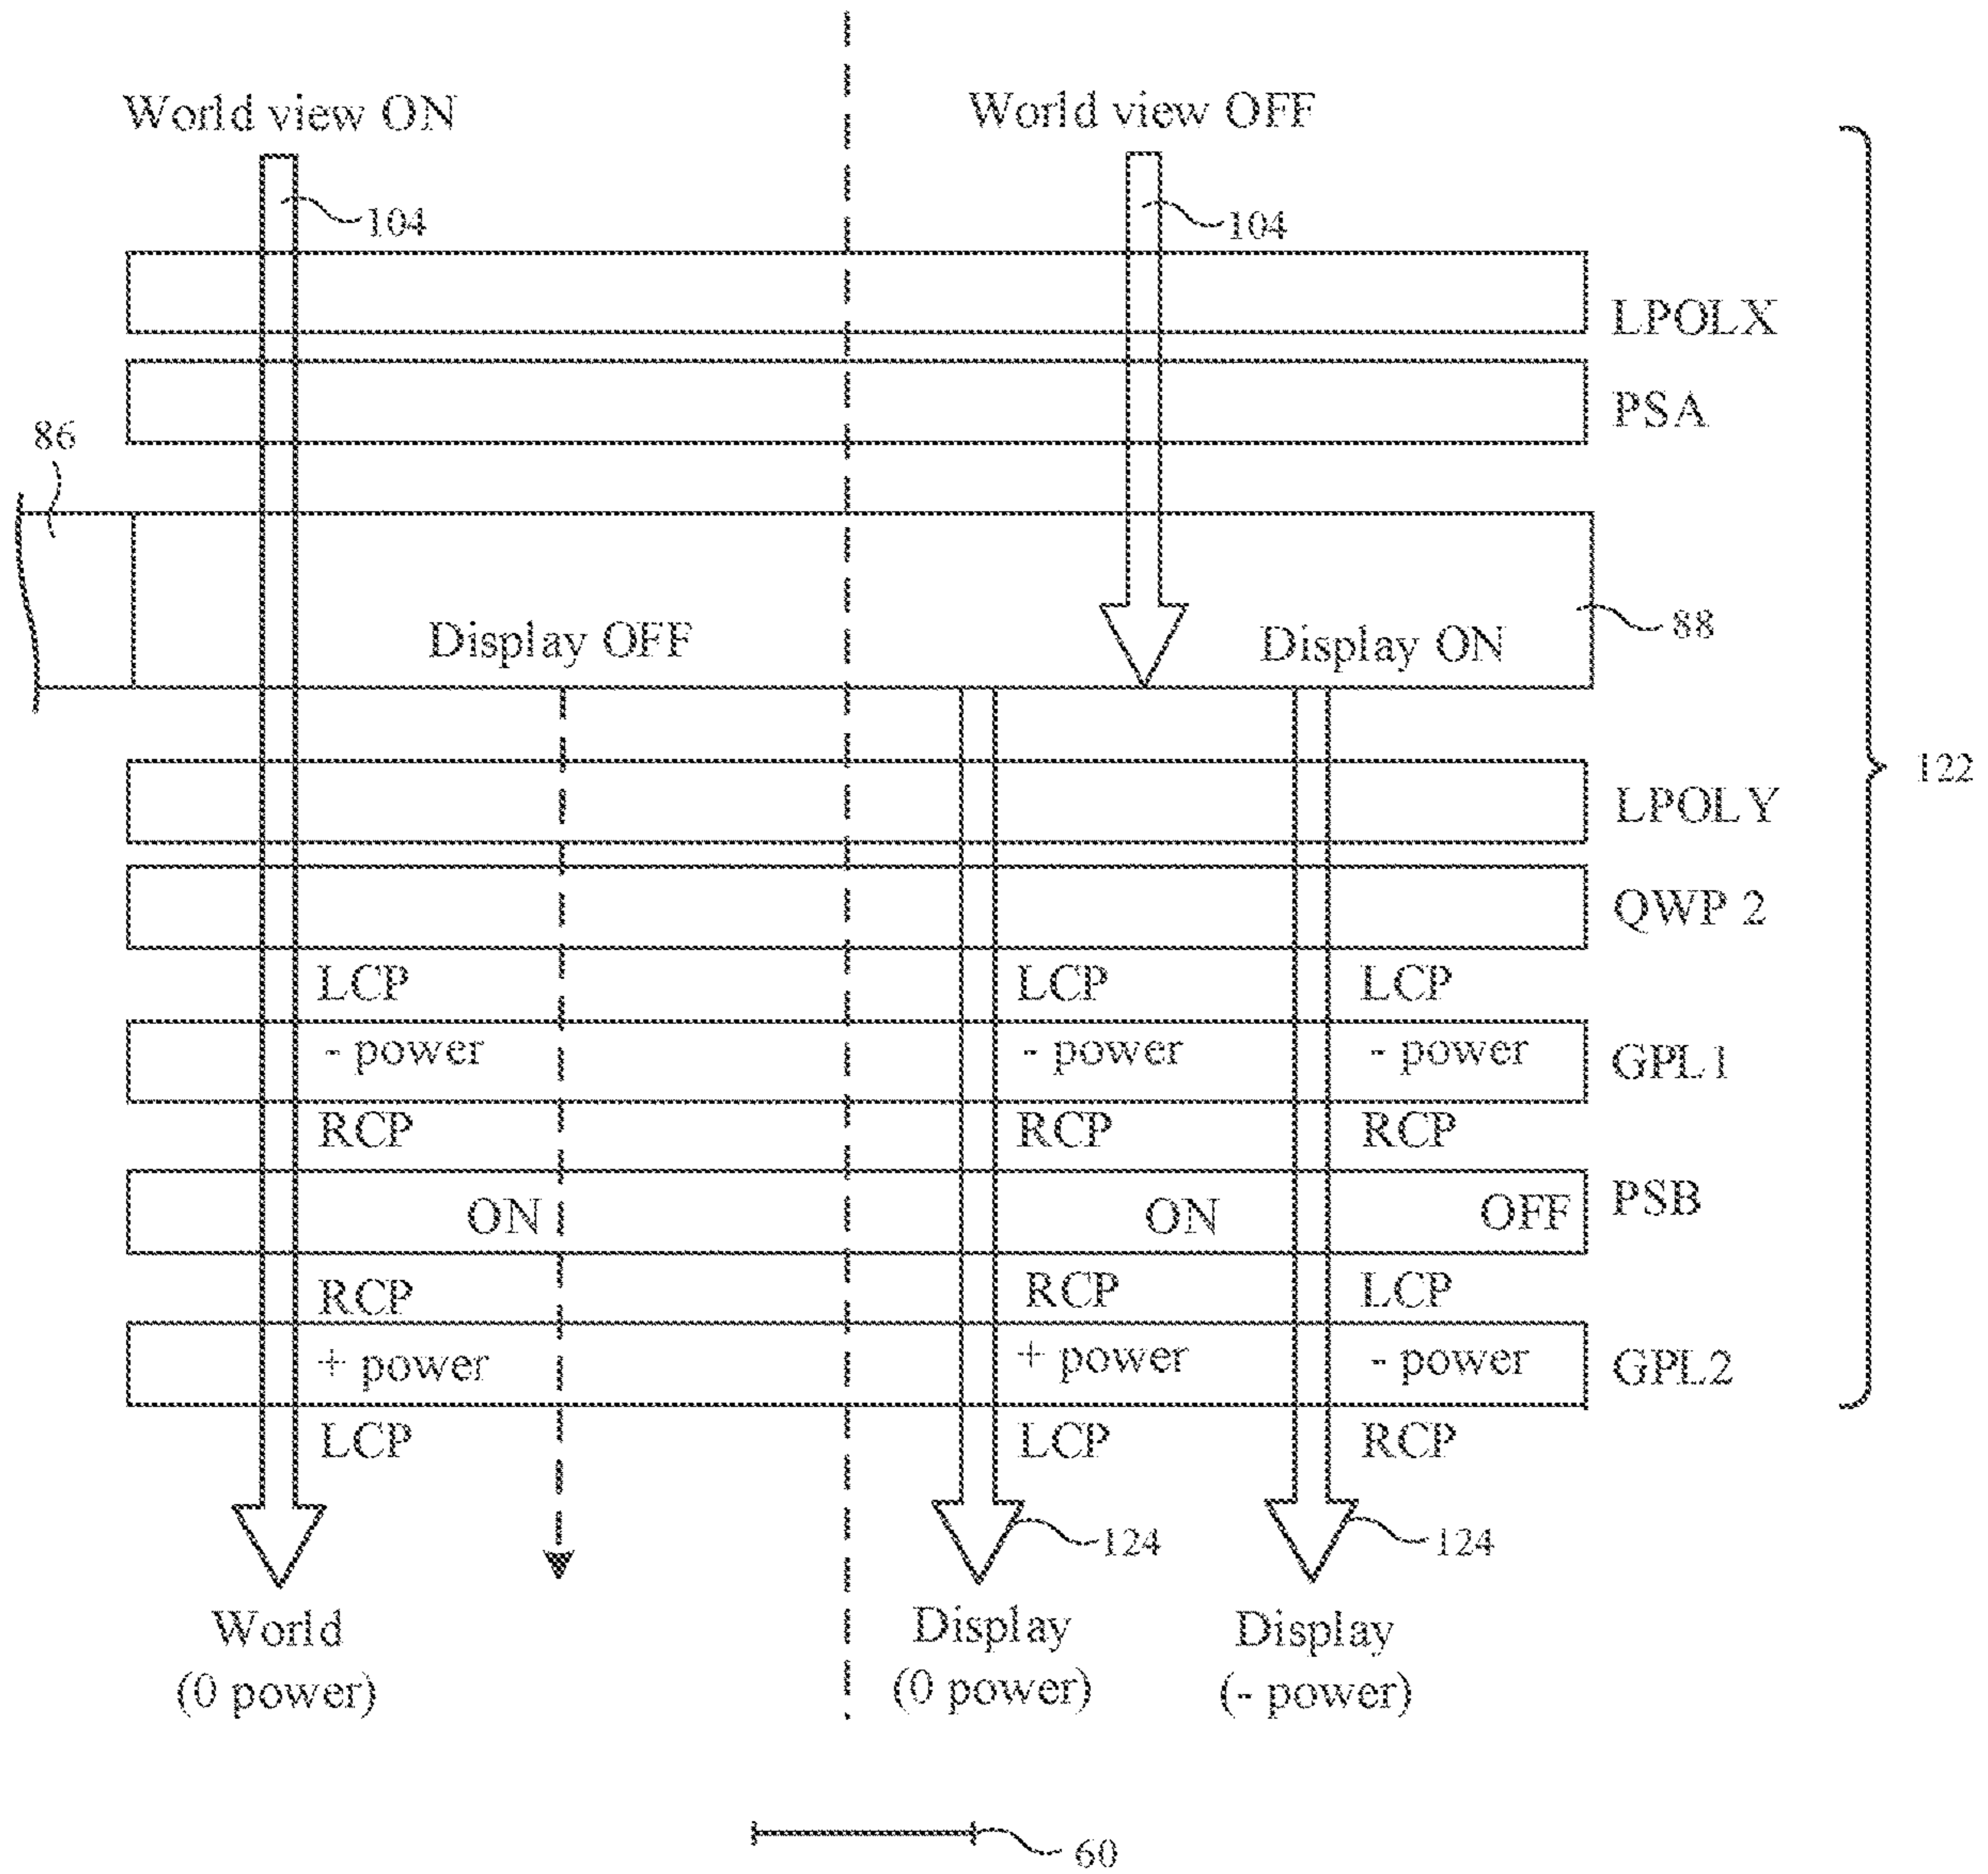 World view ON
World view OFF
104
104
LPOLX
PSA
86
Display OFF
Display ON
88
LPOLY
122
QWP 2
LCP
LCP
LCP
- power
- power
- power
GPL1
RCP
RCP
RCP
ON
ON
OFF
PSB
RCP
RCP
LCP
+ power
+ power
- power
GPL2
LCP
LCP
RCP
124
124
World
(0 power)
Display
(0 power)
Display
(- power)
60